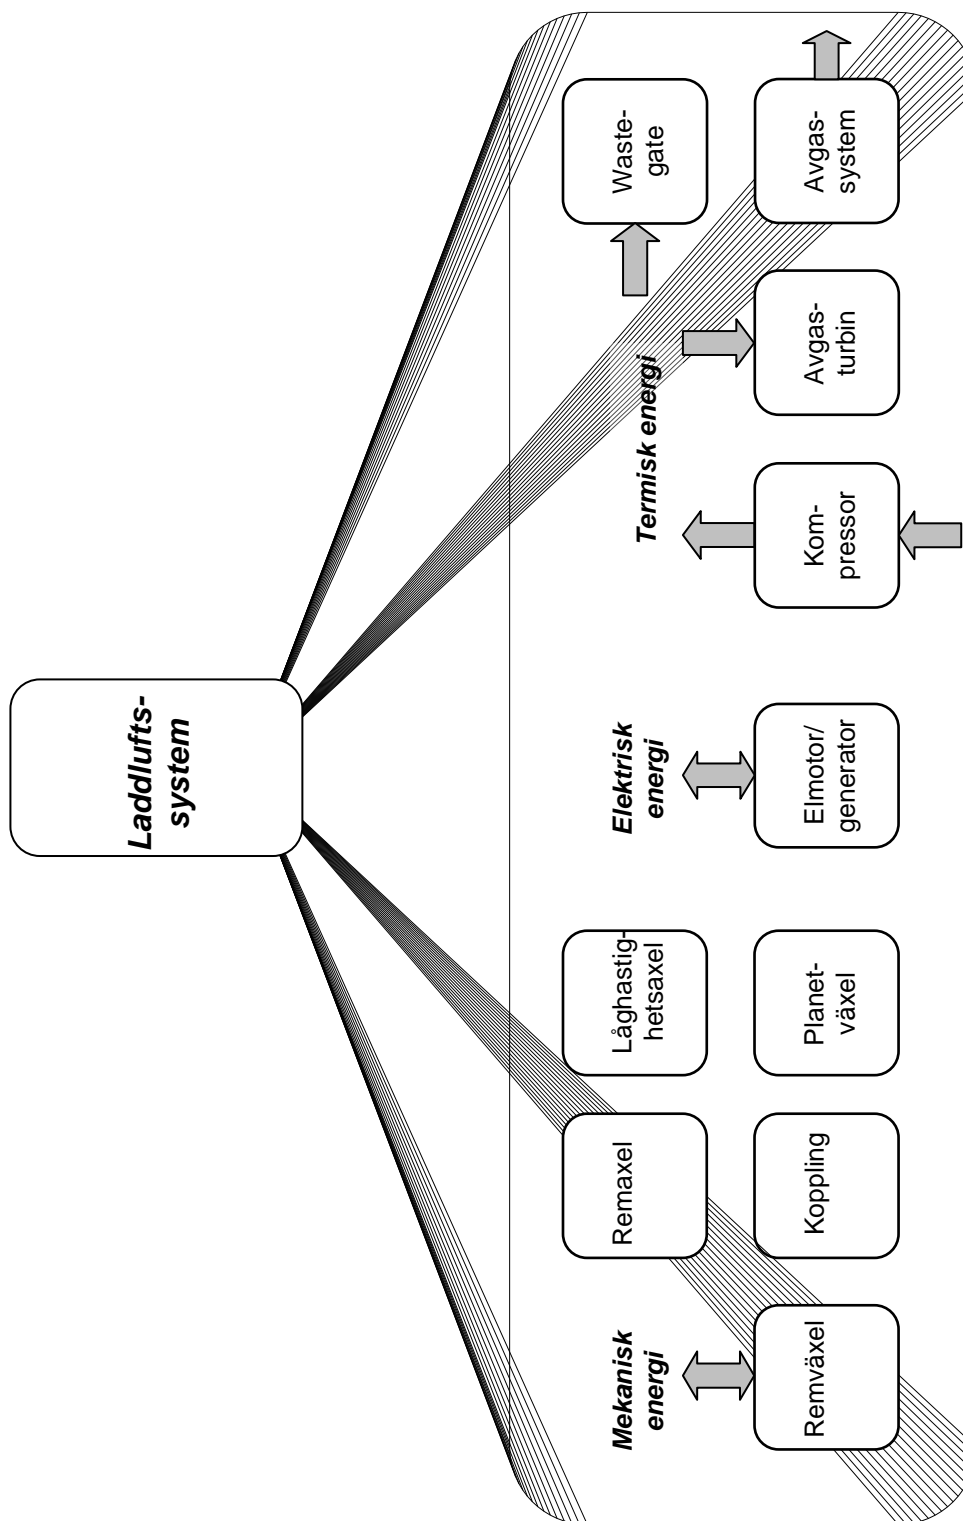 Laddlufts-
system
Mekanisk
energi
Elektrisk
energi
Termisk energi
Remaxel
Låghastig-
hetsaxel
Waste-
gate
Remväxel
Koppling
Planet-
växel
Elmotor/
generator
Kom-
pressor
Avgas-
turbin
Avgas-
system